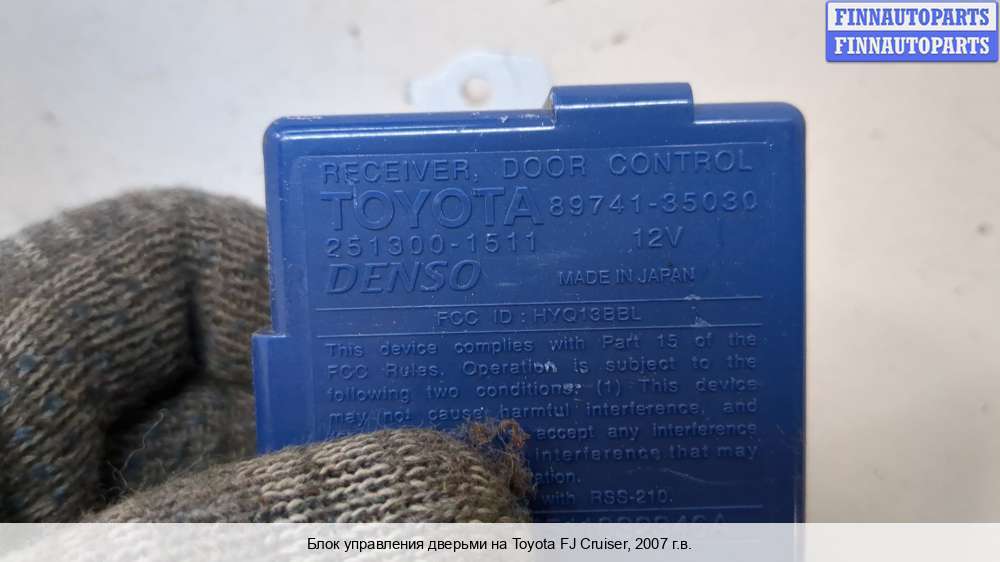 FINNAUTOPARTS
FINNAUTOPARTS
RECEIVER, DOOR CONTROL
TOYOTA 89741-35030
251300-1511 12V
DENSO MADE IN JAPAN
FCC ID : HYQ13BBL
This device complies with Part 15 of the
FCC Rules. Operation is subject to the
following two conditions: (1) This device
may not cause harmful interference, and
accept any interference
interference that may
with RSS-210.
Блок управления дверьми на Toyota FJ Cruiser, 2007 г.в.